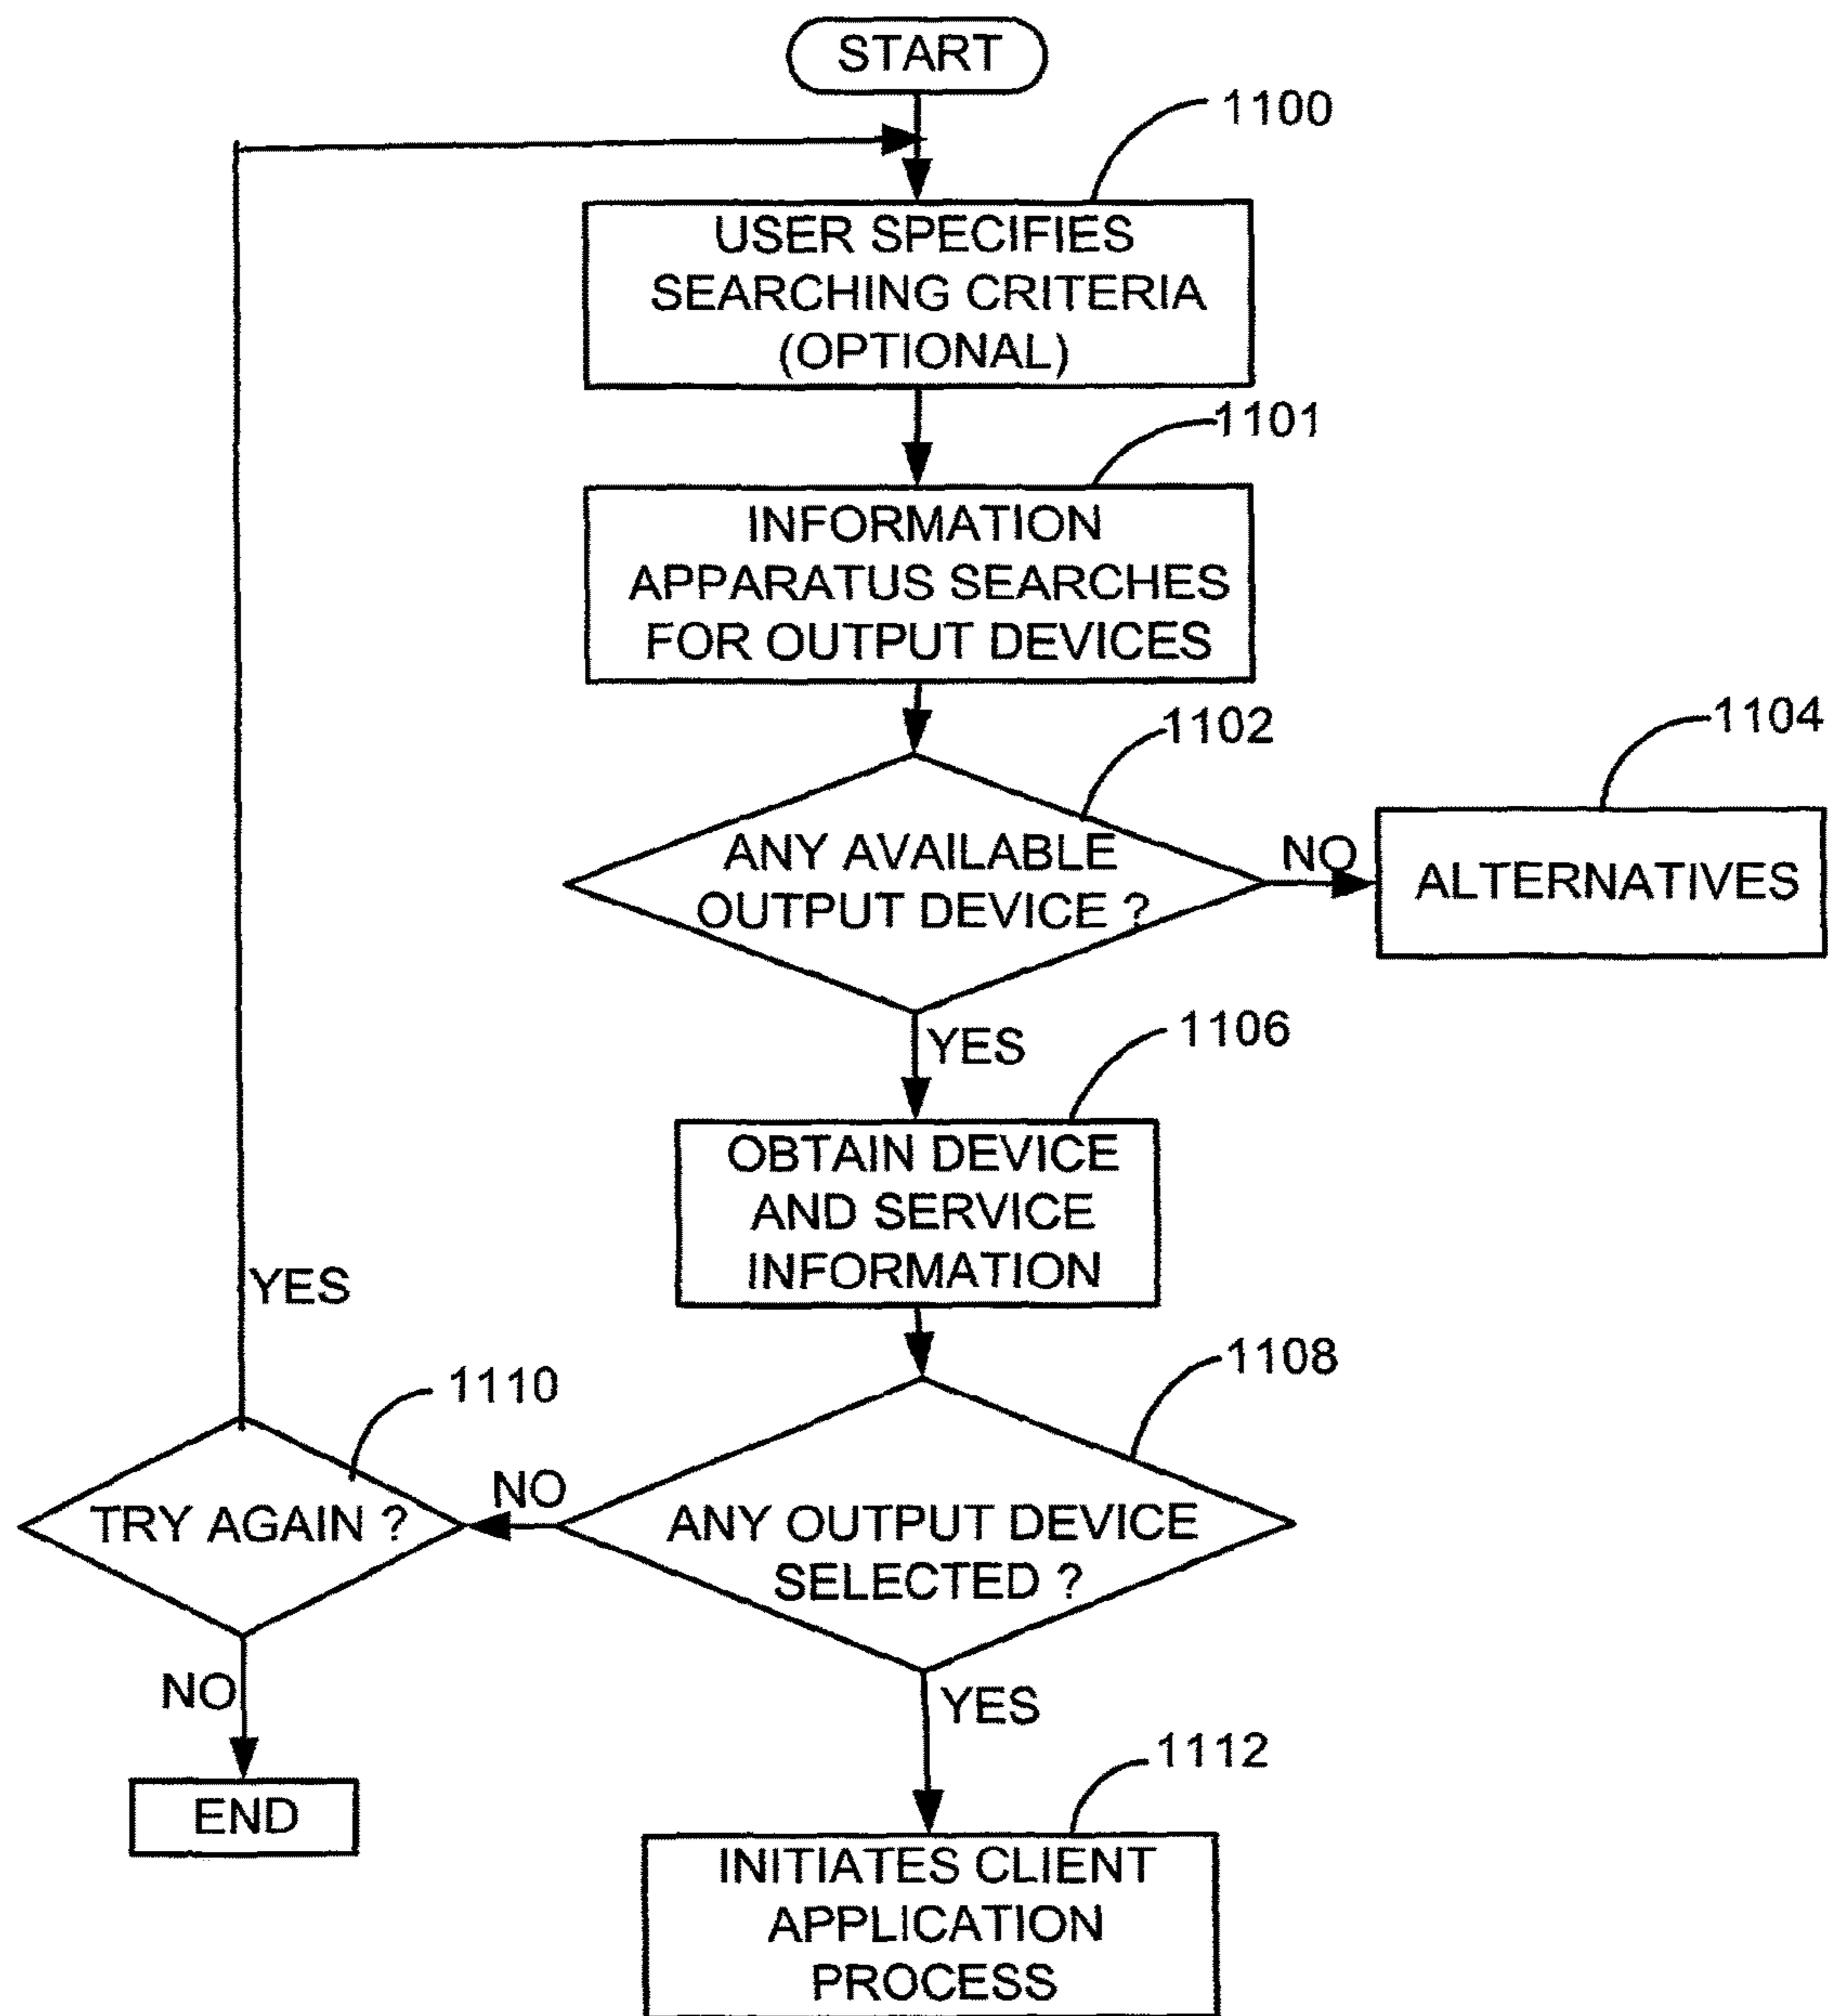 START
1100
USER SPECIFIES
SEARCHING CRITERIA
(OPTIONAL)
1101
INFORMATION
APPARATUS SEARCHES
FOR OUTPUT DEVICES
1102
1104
ANY AVAILABLE
OUTPUT DEVICE ?
NO
ALTERNATIVES
YES
1106
OBTAIN DEVICE
AND SERVICE
INFORMATION
YES
1108
1110
TRY AGAIN ?
NO
ANY OUTPUT DEVICE
SELECTED ?
NO
YES
END
1112
INITIATES CLIENT
APPLICATION
PROCESS